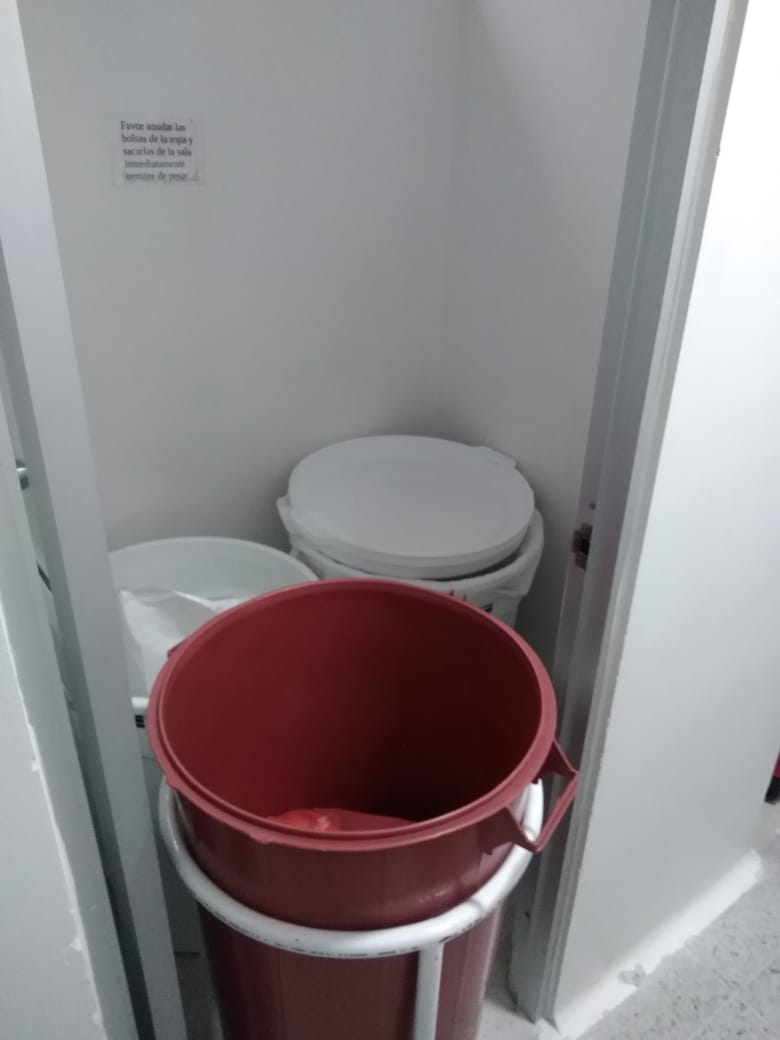 Favor anudar las
bolsas de la ropa y
sacarlas de la sala
inmediatamente
termine de pesar...